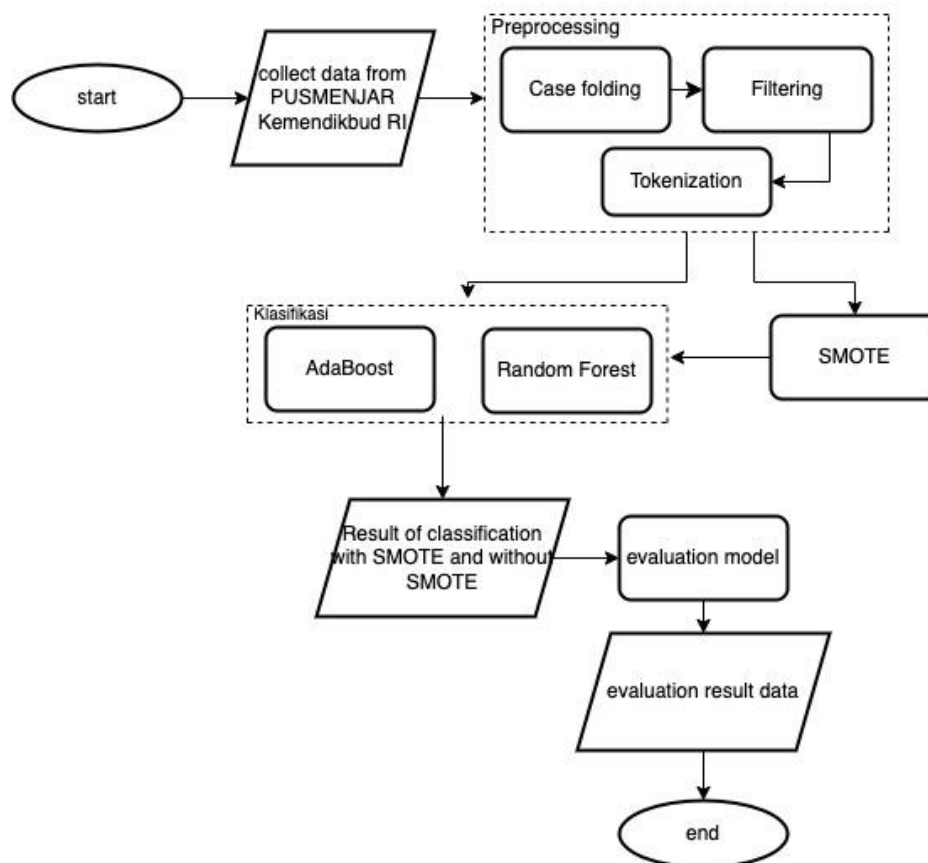 Preprocessing
start
collect data from
PUSMENJAR
Kemendikbud RI
Case folding
Filtering
Tokenization
Klasifikasi
AdaBoost
Random Forest
SMOTE
Result of classification
with SMOTE and without
SMOTE
evaluation model
evaluation result data
end